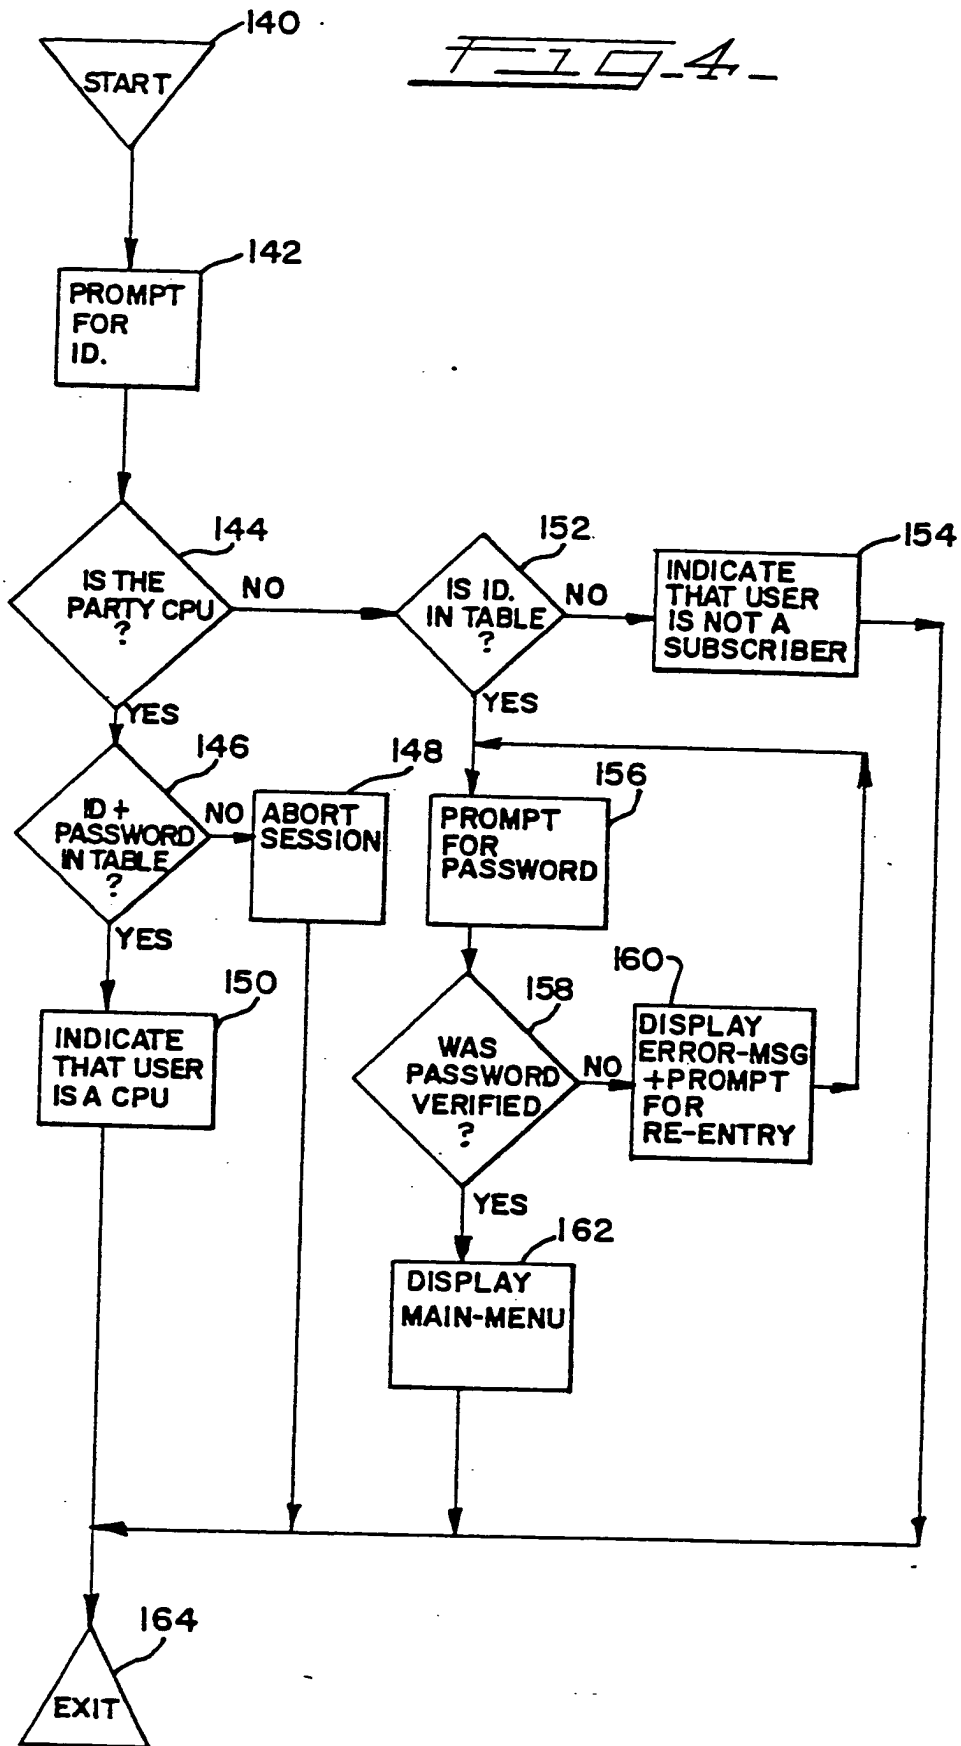 140
Fig-4-
START
142
PROMPT
FOR
ID.
144
IS THE
PARTY CPU
?
NO
YES
152
IS ID.
IN TABLE
?
NO
YES
154
INDICATE
THAT USER
IS NOT A
SUBSCRIBER
146
ID +
PASSWORD
IN TABLE
?
NO
YES
148
ABORT
SESSION
156
PROMPT
FOR
PASSWORD
150
INDICATE
THAT USER
IS A CPU
158
WAS
PASSWORD
VERIFIED
?
NO
YES
160
DISPLAY
ERROR-MSG
+PROMPT
FOR
RE-ENTRY
162
DISPLAY
MAIN-MENU
164
EXIT